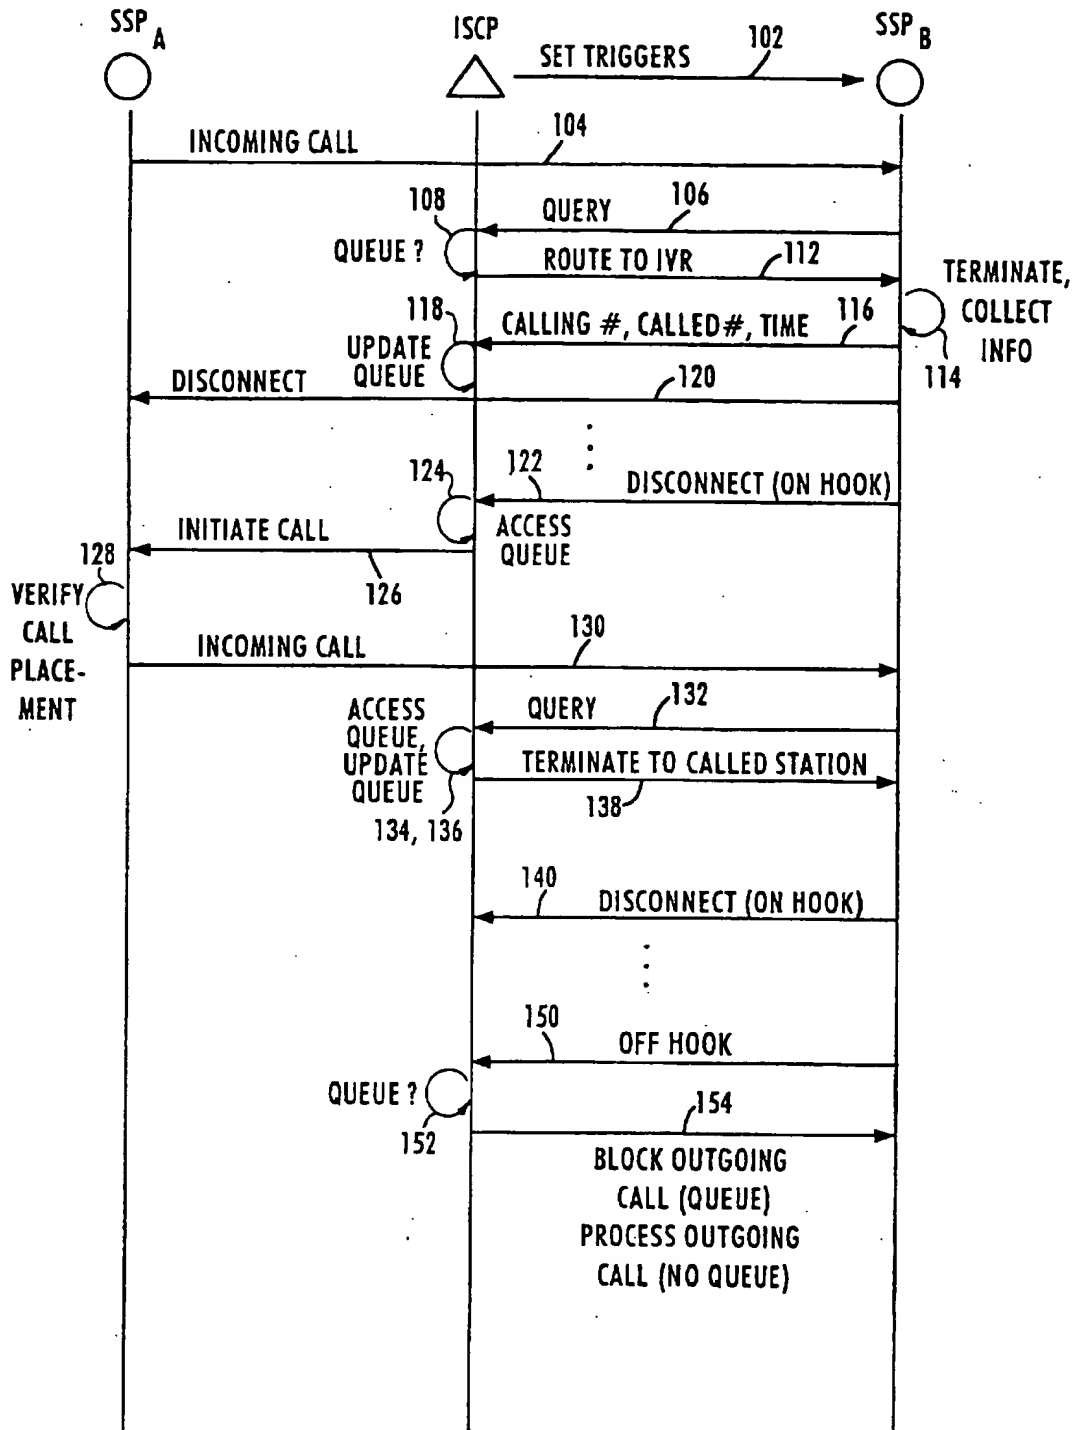 SSP A
ISCP
SSP B
SET TRIGGERS
102
INCOMING CALL
104
108
QUERY
106
QUEUE ?
ROUTE TO IVR
112
TERMINATE,
COLLECT
INFO
114
118
CALLING #, CALLED#, TIME
116
UPDATE
QUEUE
DISCONNECT
120
124
122
DISCONNECT (ON HOOK)
ACCESS
QUEUE
INITIATE CALL
126
128
VERIFY
CALL
PLACE-
MENT
INCOMING CALL
130
ACCESS
QUEUE,
UPDATE
QUEUE
134, 136
QUERY
132
TERMINATE TO CALLED STATION
138
140
DISCONNECT (ON HOOK)
150
OFF HOOK
QUEUE ?
152
154
BLOCK OUTGOING
CALL (QUEUE)
PROCESS OUTGOING
CALL (NO QUEUE)